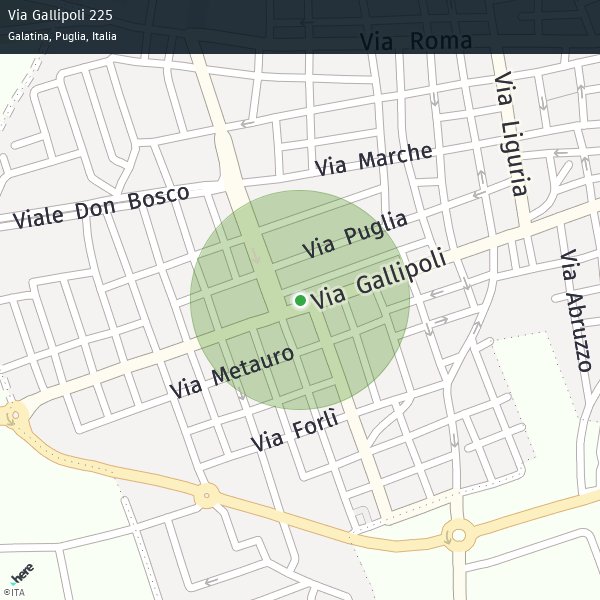 Via Gallipoli 225
Galatina, Puglia, Italia
Via Roma
Via Liguria
Via Marche
Viale Don Bosco
Via Puglia
Via Gallipoli
Via Abruzzo
Via Metauro
Via Forlì
here
©ITA